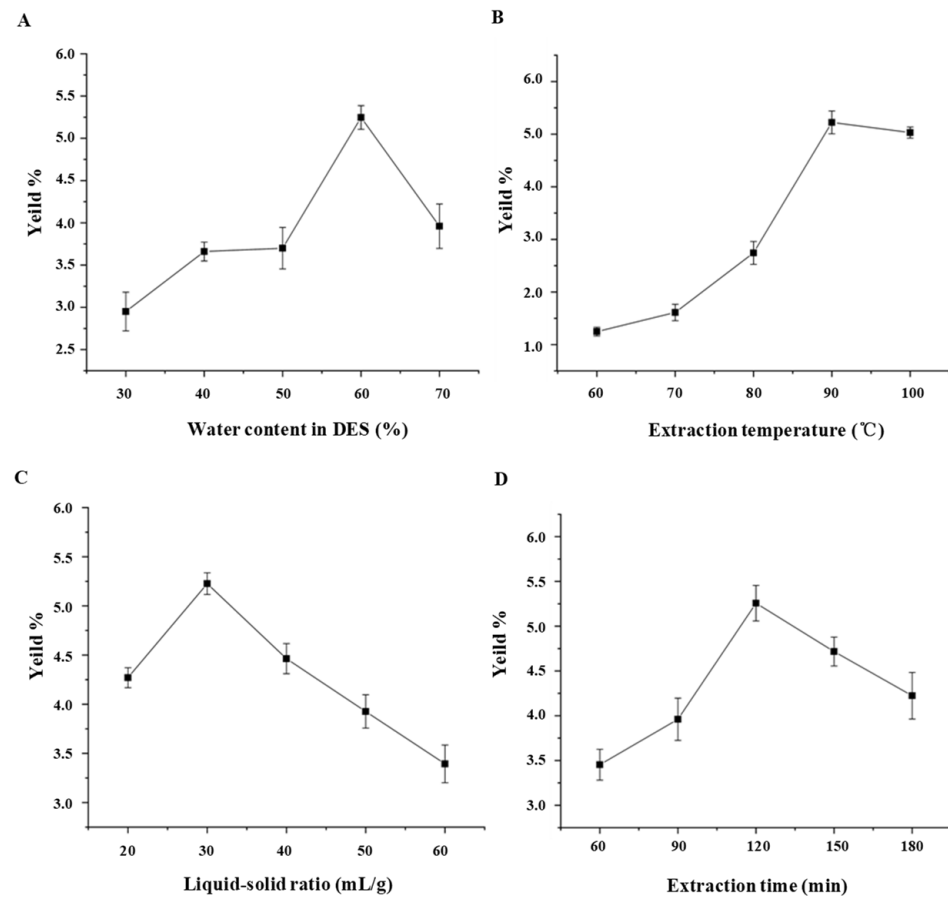 A
6.0
5.5
5.0
4.5
4.0
3.5
3.0
2.5
Yeild %
30 40 50 60 70
Water content in DES (%)
B
6.0
5.0
4.0
3.0
2.0
1.0
Yeild %
60 70 80 90 100
Extraction temperature (℃)
C
6.0
5.5
5.0
4.5
4.0
3.5
3.0
Yeild %
20 30 40 50 60
Liquid-solid ratio (mL/g)
D
6.0
5.5
5.0
4.5
4.0
3.5
3.0
Yeild %
60 90 120 150 180
Extraction time (min)